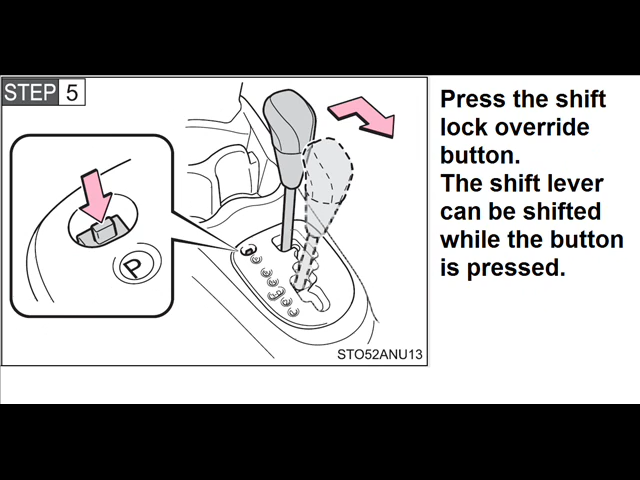 STEP 5
Press the shift
lock override
button.
The shift lever
can be shifted
while the button
is pressed.
P
STO52ANU13